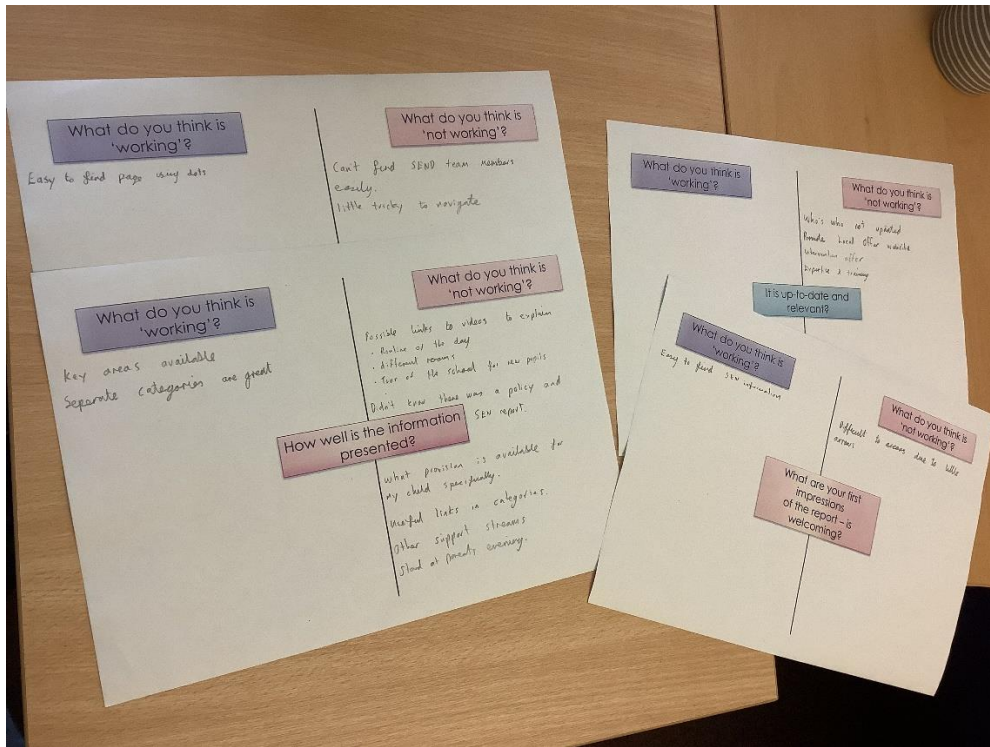 What do you think is
'working'?
Easy to find page using dots
What do you think is
'not working'?
Can't find SEND team members
easily.
little tricky to navigate
What do you think is
'working'?
Key areas available
Separate categories are great
What do you think is
'not working'?
Possible links to videos to explain
- Routine of the day
- different rooms
- Tour of the school for new pupils
Didn't know there was a policy and
SEN report.
How well is the information
presented?
What provision is available for
my child specifically.
Useful links in categories.
Other support streams
Stand at parents evening.
What do you think is
'working'?
What do you think is
'not working'?
Who's who not updated
Provide Local Offer website
Intervention offer
Expertise & training
It is up-to-date and
relevant?
What do you think is
'working'?
Easy to find SEN information
What do you think is
'not working'?
Difficult to access due to little
arrows
What are your first
impressions
of the report – is
welcoming?